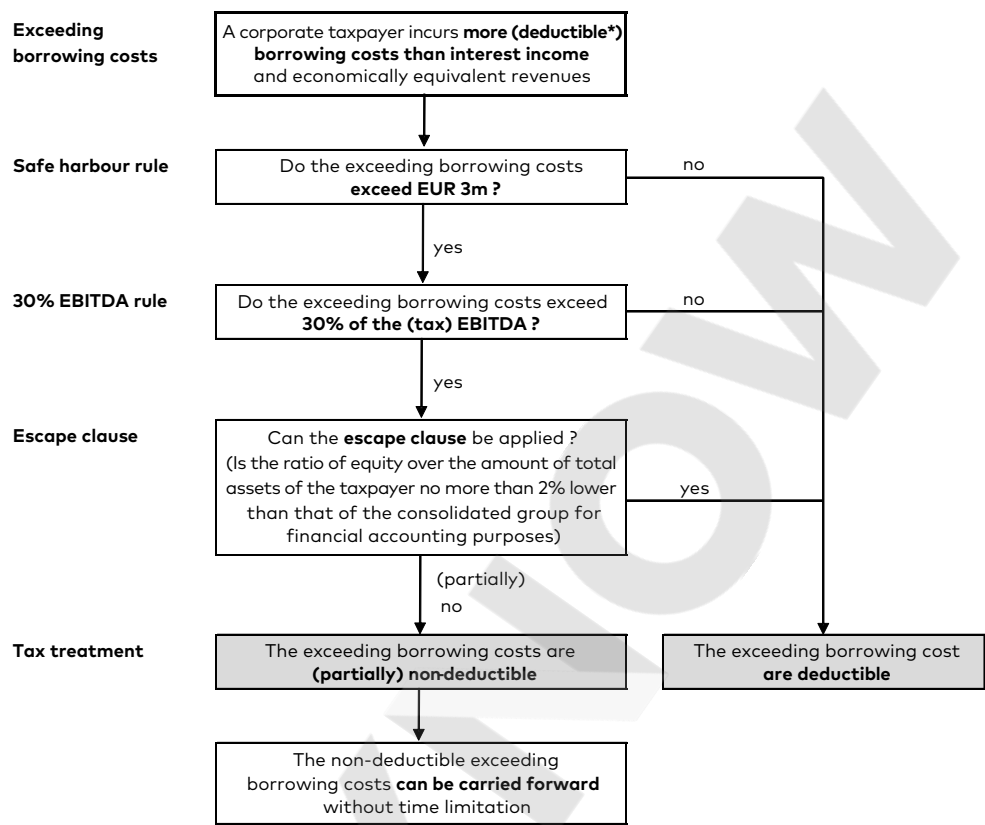 Exceeding
borrowing costs
A corporate taxpayer incurs more (deductible*)
borrowing costs than interest income
and economically equivalent revenues
Safe harbour rule
Do the exceeding borrowing costs
exceed EUR 3m ?
no
yes
30% EBITDA rule
Do the exceeding borrowing costs exceed
30% of the (tax) EBITDA ?
no
yes
Escape clause
Can the escape clause be applied ?
(Is the ratio of equity over the amount of total
assets of the taxpayer no more than 2% lower
than that of the consolidated group for
financial accounting purposes)
yes
(partially)
no
Tax treatment
The exceeding borrowing costs are
(partially) non-deductible
The exceeding borrowing cost
are deductible
The non-deductible exceeding
borrowing costs can be carried forward
without time limitation
KNOW